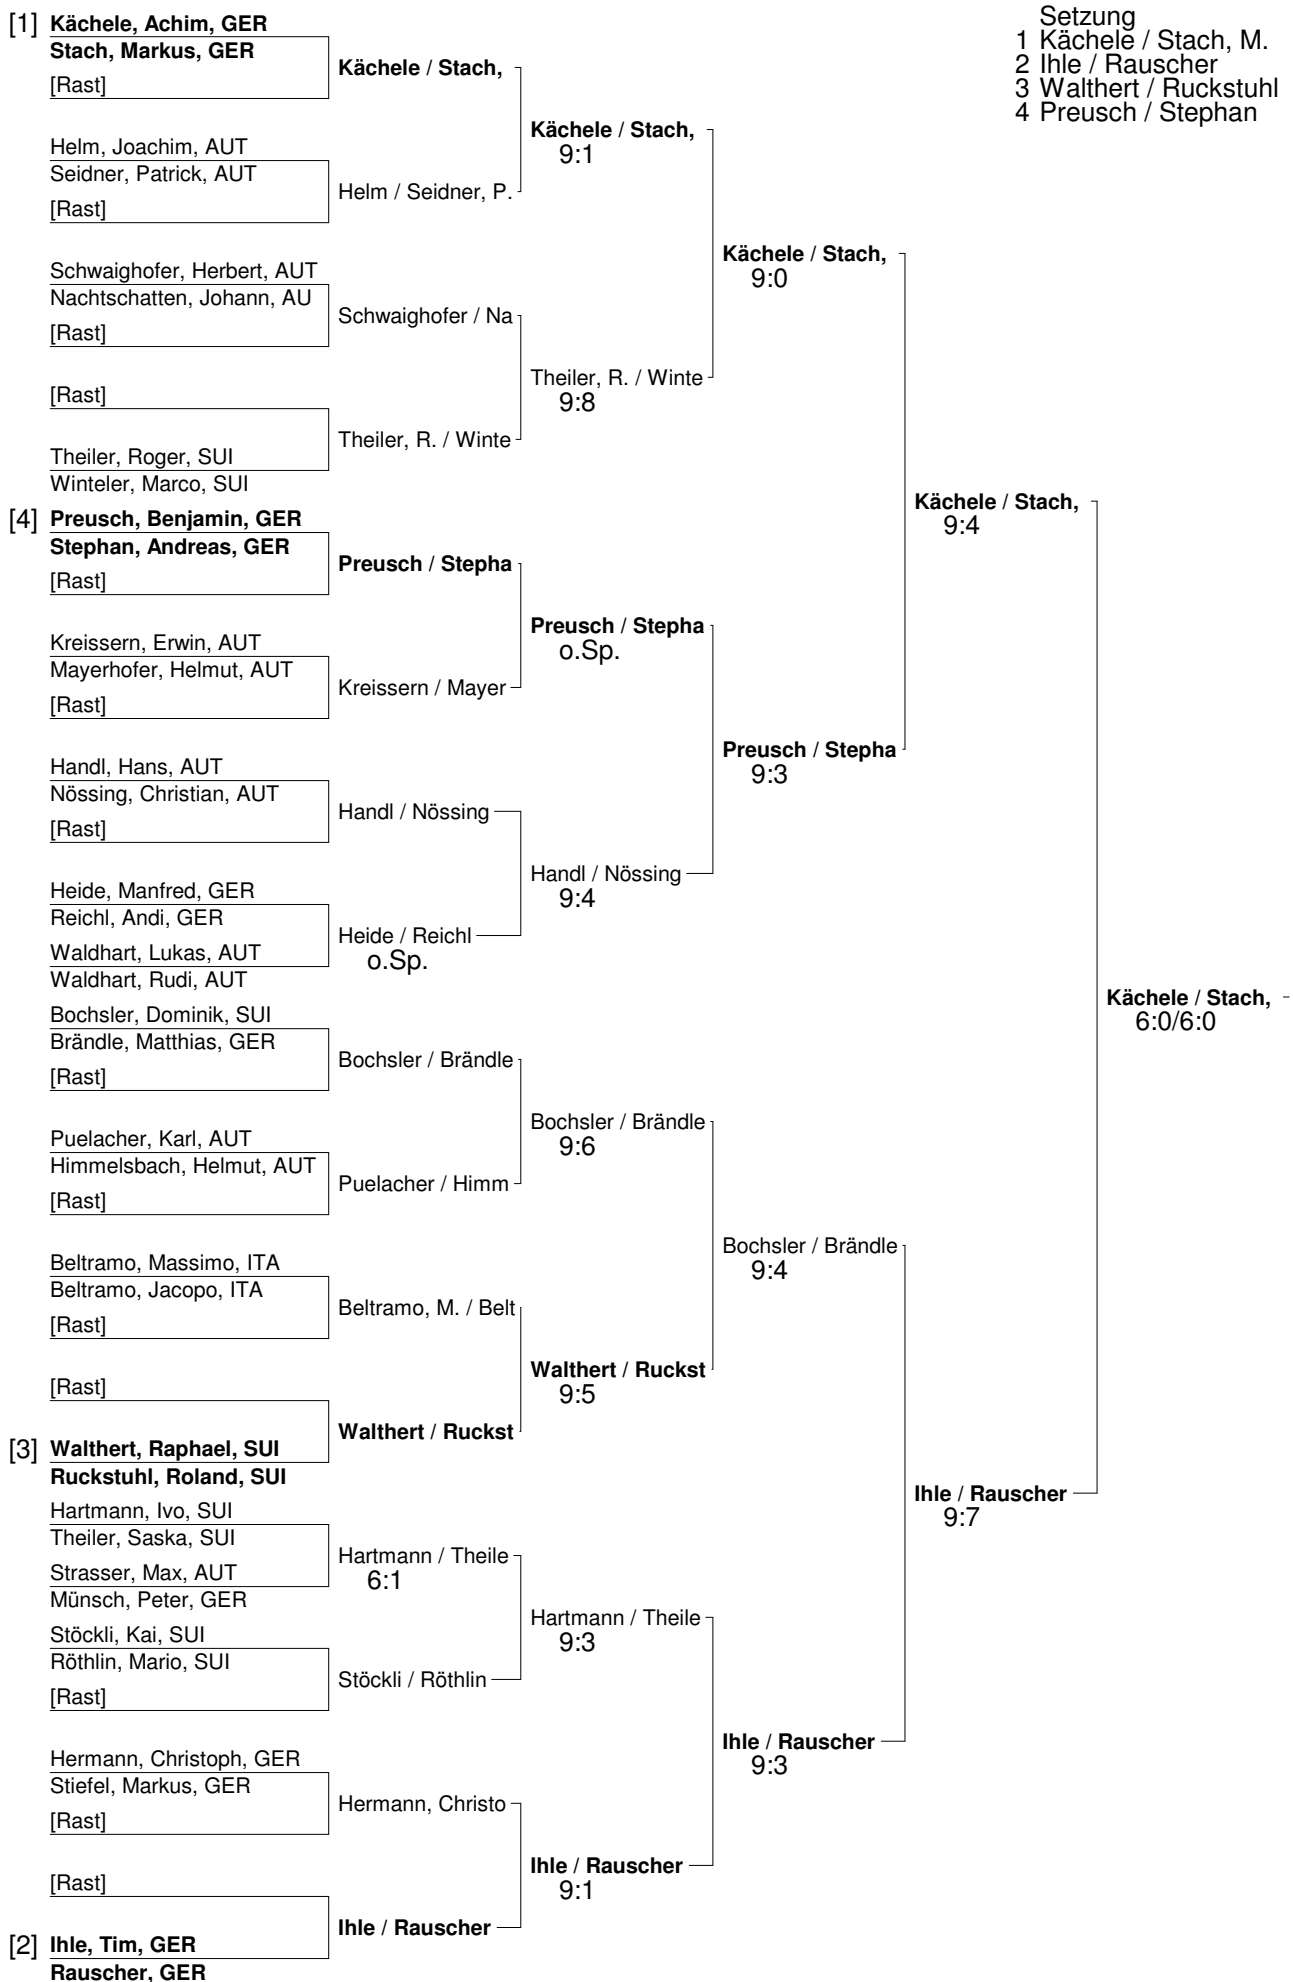 [1] Kächele, Achim, GER
Stach, Markus, GER
[Rast]
Helm, Joachim, AUT
Seidner, Patrick, AUT
[Rast]
Schwaighofer, Herbert, AUT
Nachtschatten, Johann, AU
[Rast]
[Rast]
Theiler, Roger, SUI
Winteler, Marco, SUI
[4] Preusch, Benjamin, GER
Stephan, Andreas, GER
[Rast]
Kreissern, Erwin, AUT
Mayerhofer, Helmut, AUT
[Rast]
Handl, Hans, AUT
Nössing, Christian, AUT
[Rast]
Heide, Manfred, GER
Reichl, Andi, GER
Waldhart, Lukas, AUT
Waldhart, Rudi, AUT
Bochsler, Dominik, SUI
Brändle, Matthias, GER
[Rast]
Puelacher, Karl, AUT
Himmelsbach, Helmut, AUT
[Rast]
Beltramo, Massimo, ITA
Beltramo, Jacopo, ITA
[Rast]
[Rast]
[3] Walthert, Raphael, SUI
Ruckstuhl, Roland, SUI
Hartmann, Ivo, SUI
Theiler, Saska, SUI
Strasser, Max, AUT
Münsch, Peter, GER
Stöckli, Kai, SUI
Röthlin, Mario, SUI
[Rast]
Hermann, Christoph, GER
Stiefel, Markus, GER
[Rast]
[Rast]
[2] Ihle, Tim, GER
Rauscher, GER
Kächele / Stach,
Helm / Seidner, P.
Schwaighofer / Na
Theiler, R. / Winte
Preusch / Stepha
Kreissern / Mayer
Handl / Nössing
Heide / Reichl
o.Sp.
Bochsler / Brändle
Puelacher / Himm
Beltramo, M. / Belt
Walthert / Ruckst
Hartmann / Theile
6:1
Stöckli / Röthlin
Hermann, Christo
Ihle / Rauscher
Kächele / Stach,
9:1
Theiler, R. / Winte
9:8
Preusch / Stepha
o.Sp.
Handl / Nössing
9:4
Bochsler / Brändle
9:6
Walthert / Ruckst
9:5
Hartmann / Theile
9:3
Ihle / Rauscher
9:1
Kächele / Stach,
9:0
Preusch / Stepha
9:3
Bochsler / Brändle
9:4
Ihle / Rauscher
9:3
Kächele / Stach,
9:4
Ihle / Rauscher
9:7
Kächele / Stach,
6:0/6:0
Setzung
1 Kächele / Stach, M.
2 Ihle / Rauscher
3 Walthert / Ruckstuhl
4 Preusch / Stephan